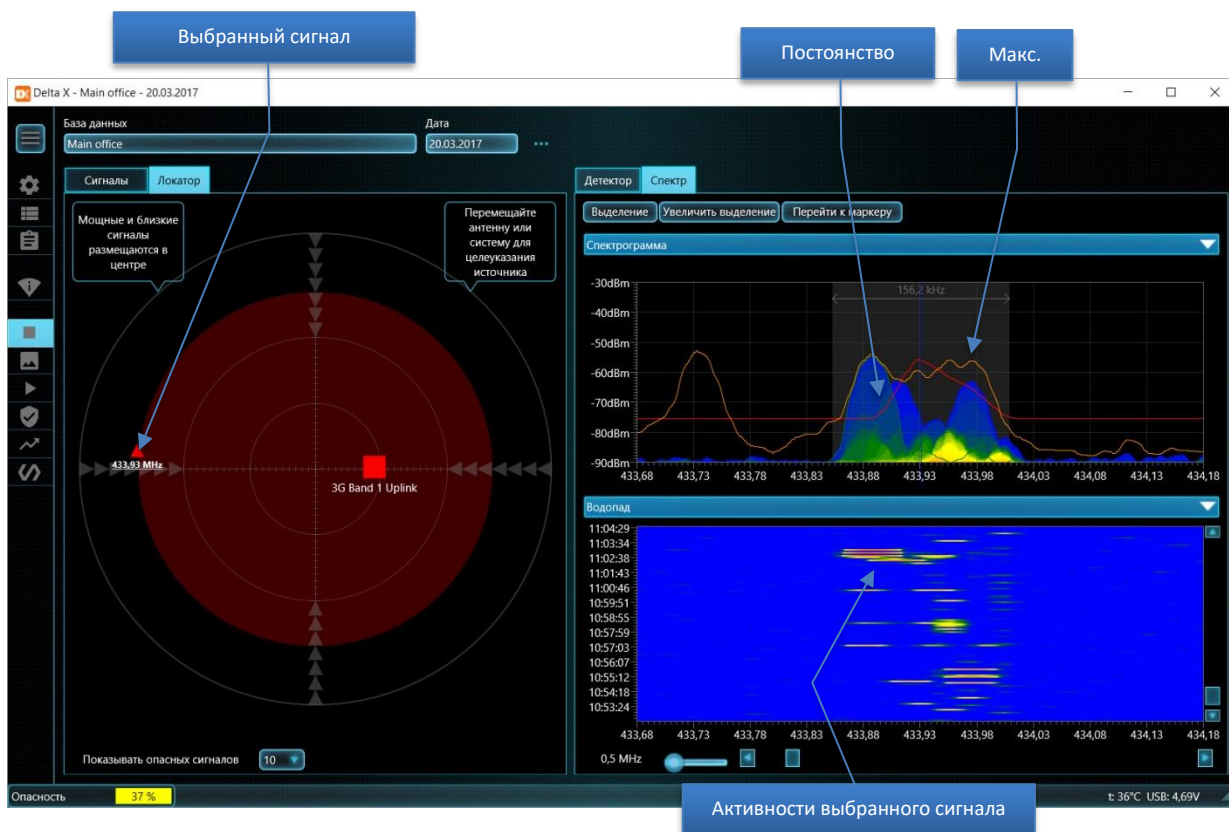 Выбранный сигнал
Постоянство
Макс.
Delta X - Main office - 20.03.2017
База данных
Дата
Main office
20.03.2017
Сигналы
Локатор
Мощные и близкие
сигналы
размещаются в
центре
Перемещайте
антенну или
систему для
целеуказания
источника
433,93 MHz
3G Band 1 Uplink
Показывать опасных сигналов
10
Детектор
Спектр
Выделение
Увеличить выделение
Перейти к маркеру
Спектрограмма
156,2 kHz
-30dBm
-40dBm
-50dBm
-60dBm
-70dBm
-80dBm
-90dBm
433,68 433,73 433,78 433,83 433,88 433,93 433,98 434,03 434,08 434,13 434,18
Водопад
11:04:29
11:03:34
11:02:38
11:01:43
11:00:46
10:59:51
10:58:55
10:57:59
10:57:03
10:56:07
10:55:12
10:54:18
10:53:24
433,68 433,73 433,78 433,83 433,88 433,93 433,98 434,03 434,08 434,13 434,18
0,5 MHz
Активности выбранного сигнала
Опасность
37 %
t: 36°C USB: 4,69V